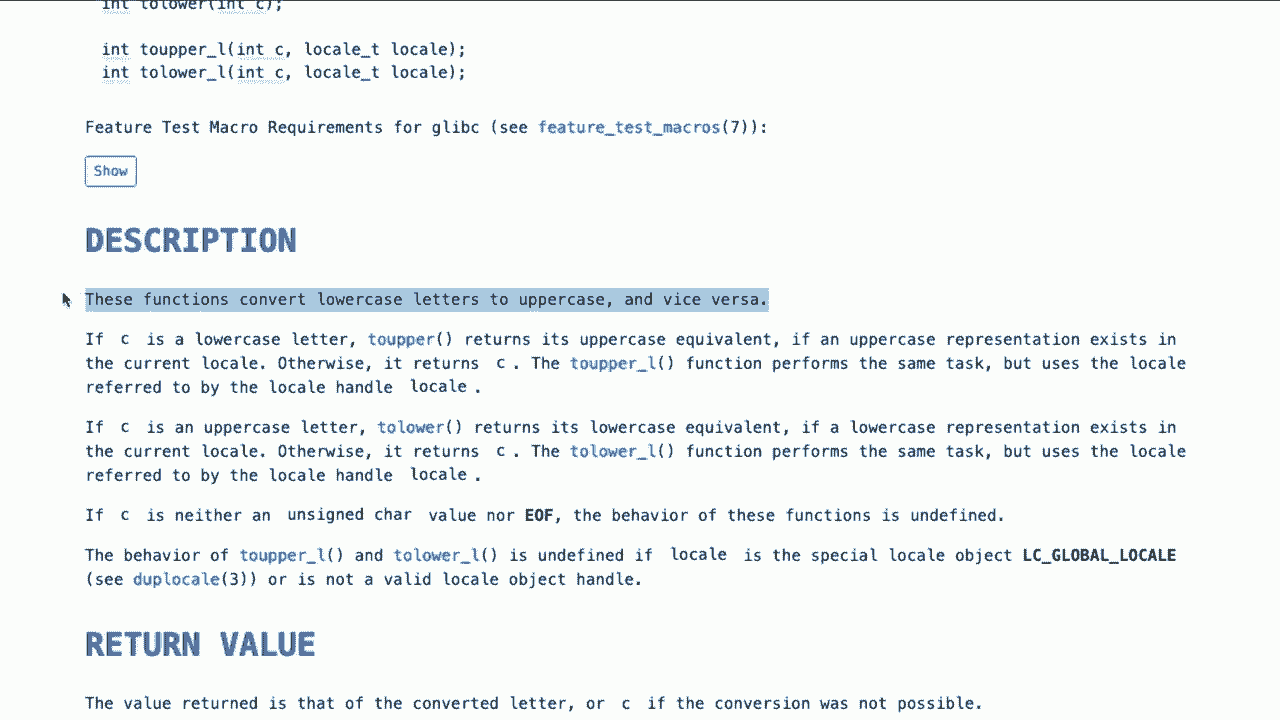 int tolower(int c);
int toupper_l(int c, locale_t locale);
int tolower_l(int c, locale_t locale);
Feature Test Macro Requirements for glibc (see feature_test_macros(7)):
Show
DESCRIPTION
These functions convert lowercase letters to uppercase, and vice versa.
If c is a lowercase letter, toupper() returns its uppercase equivalent, if an uppercase representation exists in
the current locale. Otherwise, it returns c . The toupper_l() function performs the same task, but uses the locale
referred to by the locale handle locale .
If c is an uppercase letter, tolower() returns its lowercase equivalent, if a lowercase representation exists in
the current locale. Otherwise, it returns c . The tolower_l() function performs the same task, but uses the locale
referred to by the locale handle locale .
If c is neither an unsigned char value nor EOF, the behavior of these functions is undefined.
The behavior of toupper_l() and tolower_l() is undefined if locale is the special locale object LC_GLOBAL_LOCALE
(see duplocale(3)) or is not a valid locale object handle.
RETURN VALUE
The value returned is that of the converted letter, or c if the conversion was not possible.